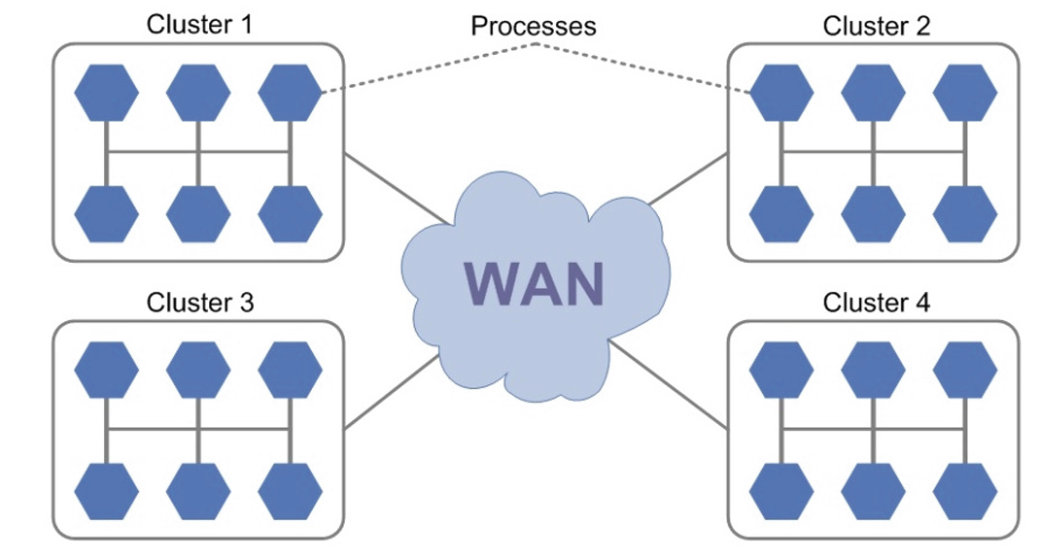 Cluster 1
Processes
Cluster 2
WAN
Cluster 3
Cluster 4